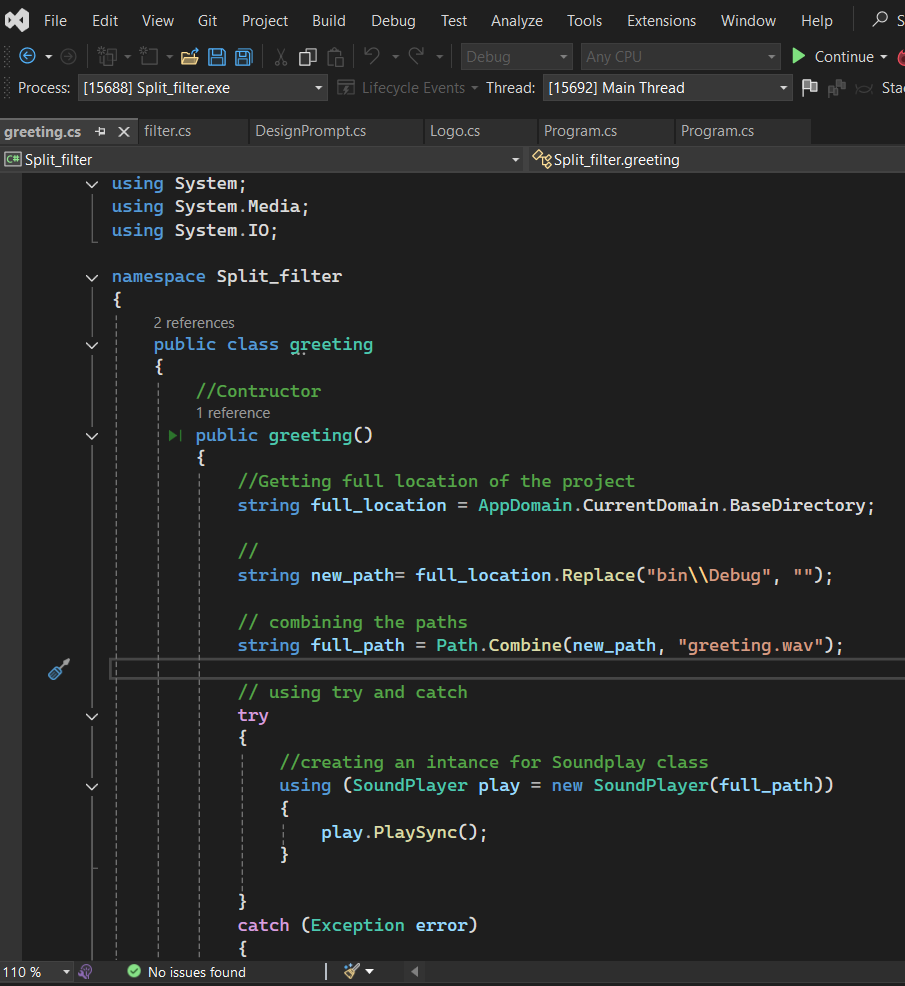 File Edit View Git Project Build Debug Test Analyze Tools Extensions Window Help
Debug Any CPU Continue
Process: [15688] Split_filter.exe Lifecycle Events Thread: [15692] Main Thread
greeting.cs filter.cs DesignPrompt.cs Logo.cs Program.cs Program.cs
C# Split_filter Split_filter.greeting
using System;
using System.Media;
using System.IO;
namespace Split_filter
{
2 references
public class greeting
{
//Contructor
1 reference
public greeting()
{
//Getting full location of the project
string full_location = AppDomain.CurrentDomain.BaseDirectory;
//
string new_path= full_location.Replace("bin\\Debug", "");
// combining the paths
string full_path = Path.Combine(new_path, "greeting.wav");
// using try and catch
try
{
//creating an intance for Soundplay class
using (SoundPlayer play = new SoundPlayer(full_path))
{
play.PlaySync();
}
}
catch (Exception error)
{
110 % No issues found